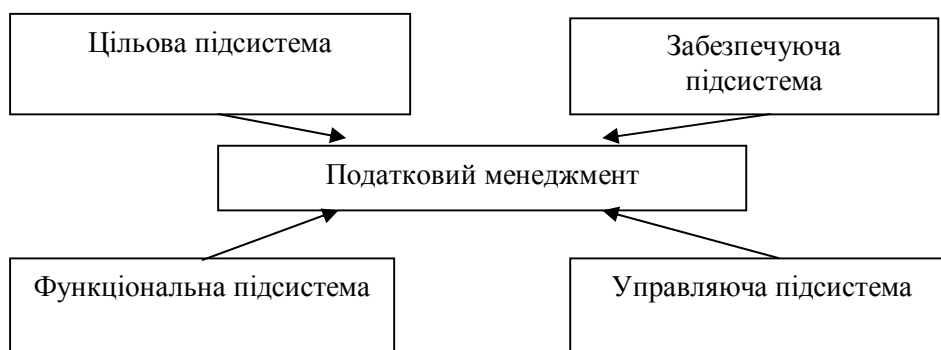 Цільова підсистема
Забезпечуюча
підсистема
Податковий менеджмент
Функціональна підсистема
Управляюча підсистема